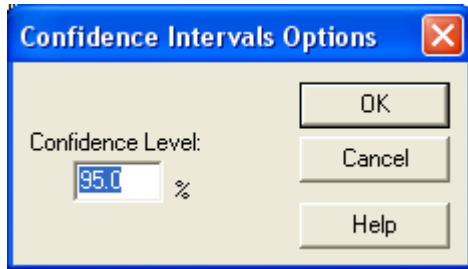 Confidence Intervals Options
OK
Confidence Level:
95.0 %
Cancel
Help